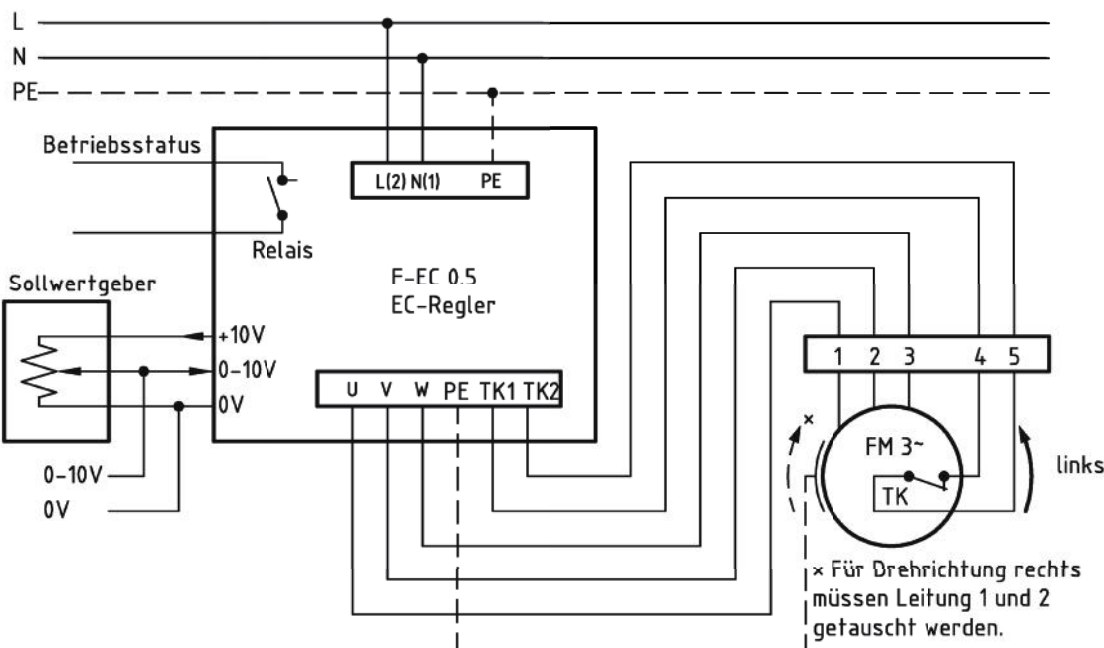 L
N
PE
Betriebsstatus
L(2) N(1) PE
Relais
F-EC 0.5
EC-Regler
Sollwertgeber
+10V
0-10V
0V
U V W PE TK1 TK2
0-10V
0V
1 2 3 4 5
×
FM 3~
TK
links
× Für Drehrichtung rechts
müssen Leitung 1 und 2
getauscht werden.